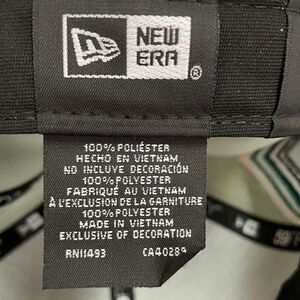 NEW
ERA®
100% POLIÉSTER
HECHO EN VIETNAM
NO INCLUYE DECORACIÓN
100% POLYESTER
FABRIQUÉ AU VIETNAM
À L'EXCLUSION DE LA GARNITURE
100% POLYESTER
MADE IN VIETNAM
EXCLUSIVE OF DECORATION
RN11493 CA40289